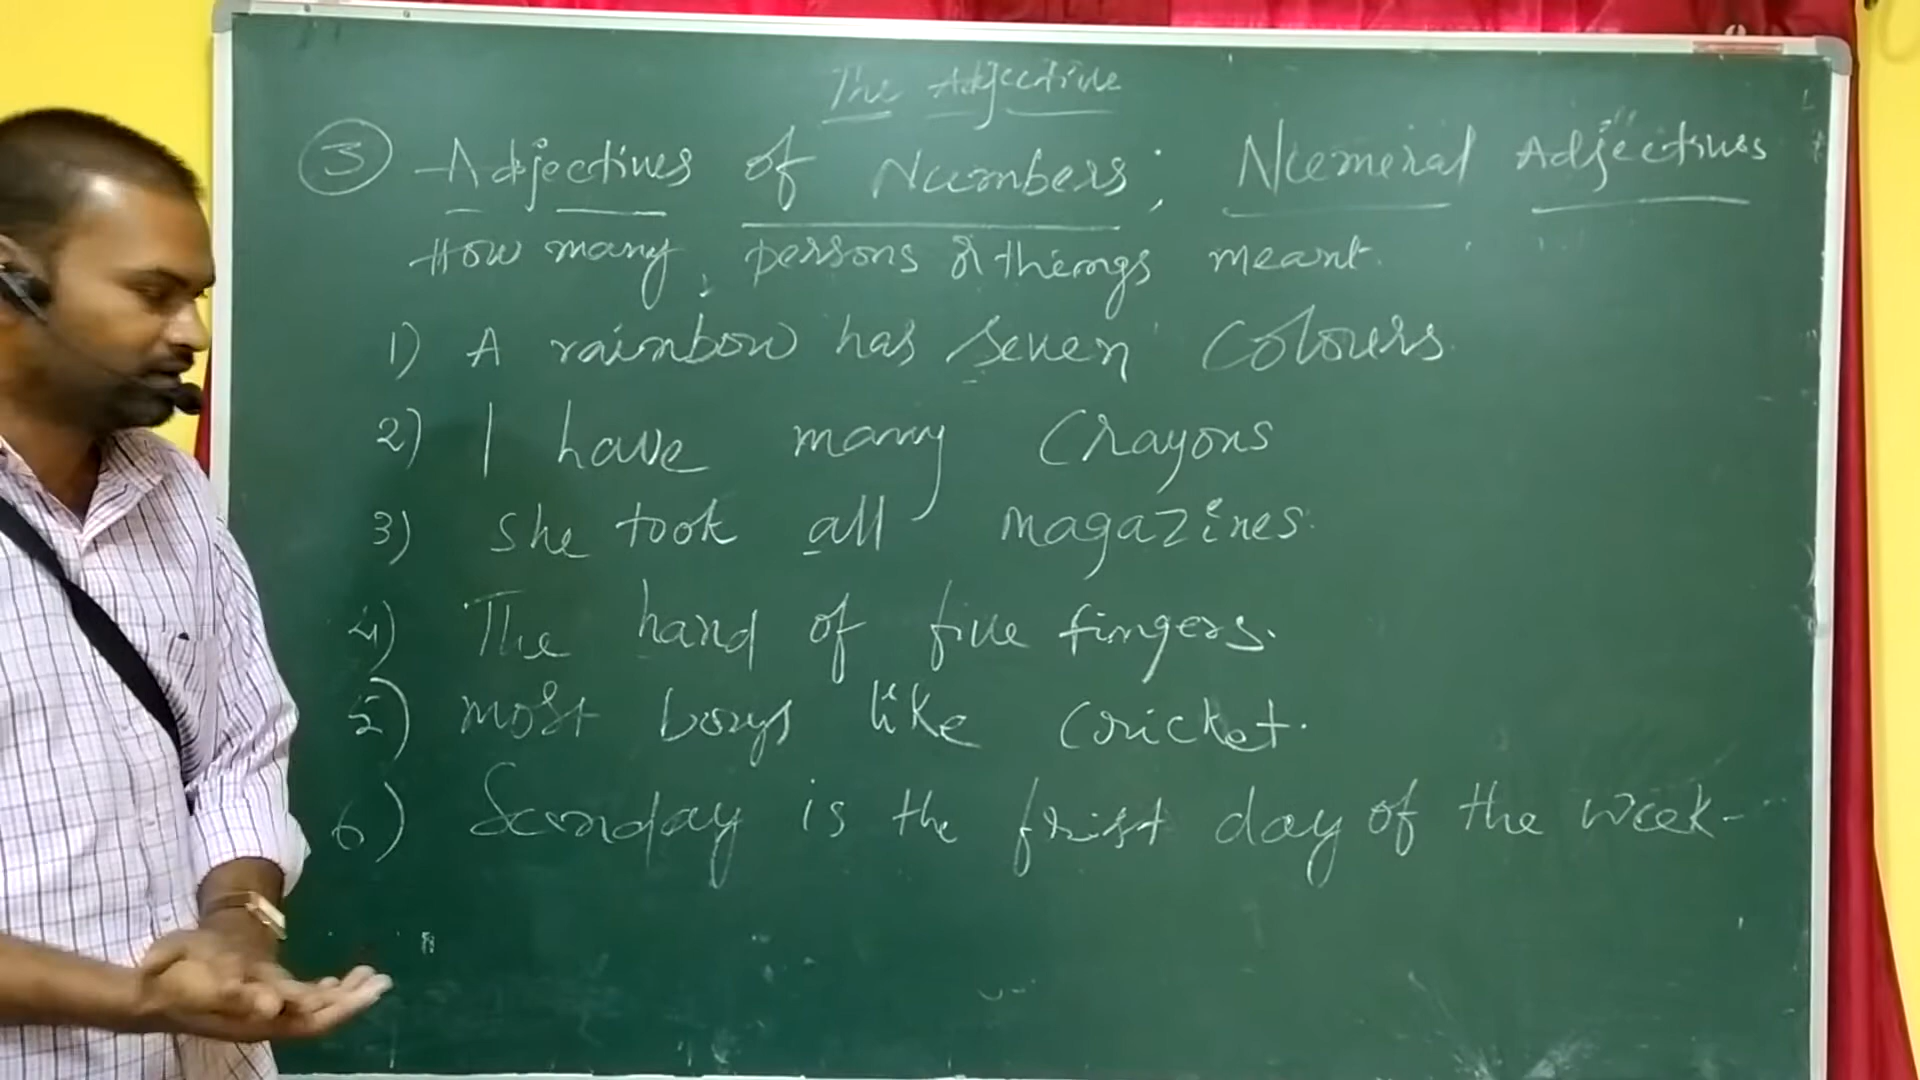 The Adjective
3 Adjectives of Numbers; Numeral Adjectives
How many, persons or things meant.
1) A rainbow has seven colours.
2) I have many crayons
3) she took all magazines.
4) The hand of five fingers.
5) most boys like cricket.
6) Sunday is the first day of the week-